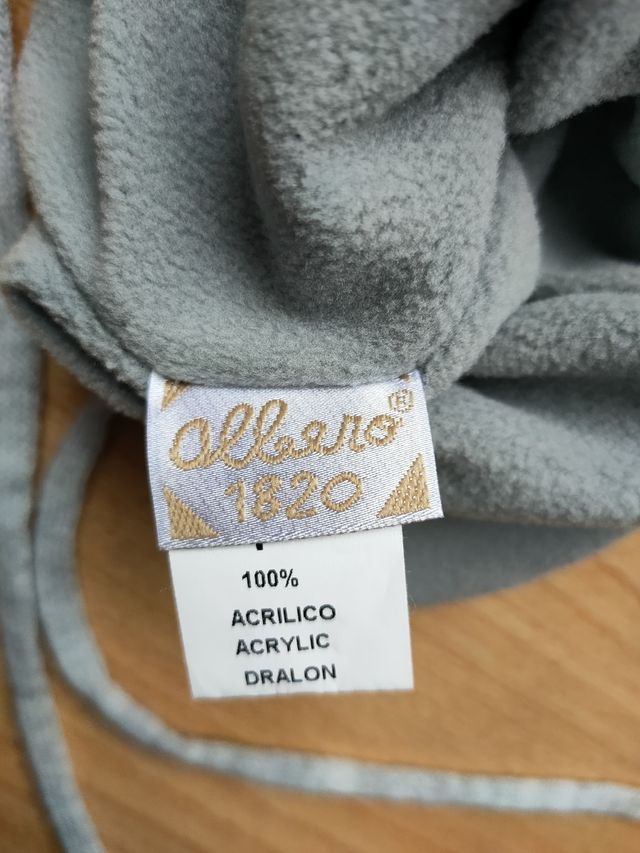 albero®
1820
100%
ACRILICO
ACRYLIC
DRALON